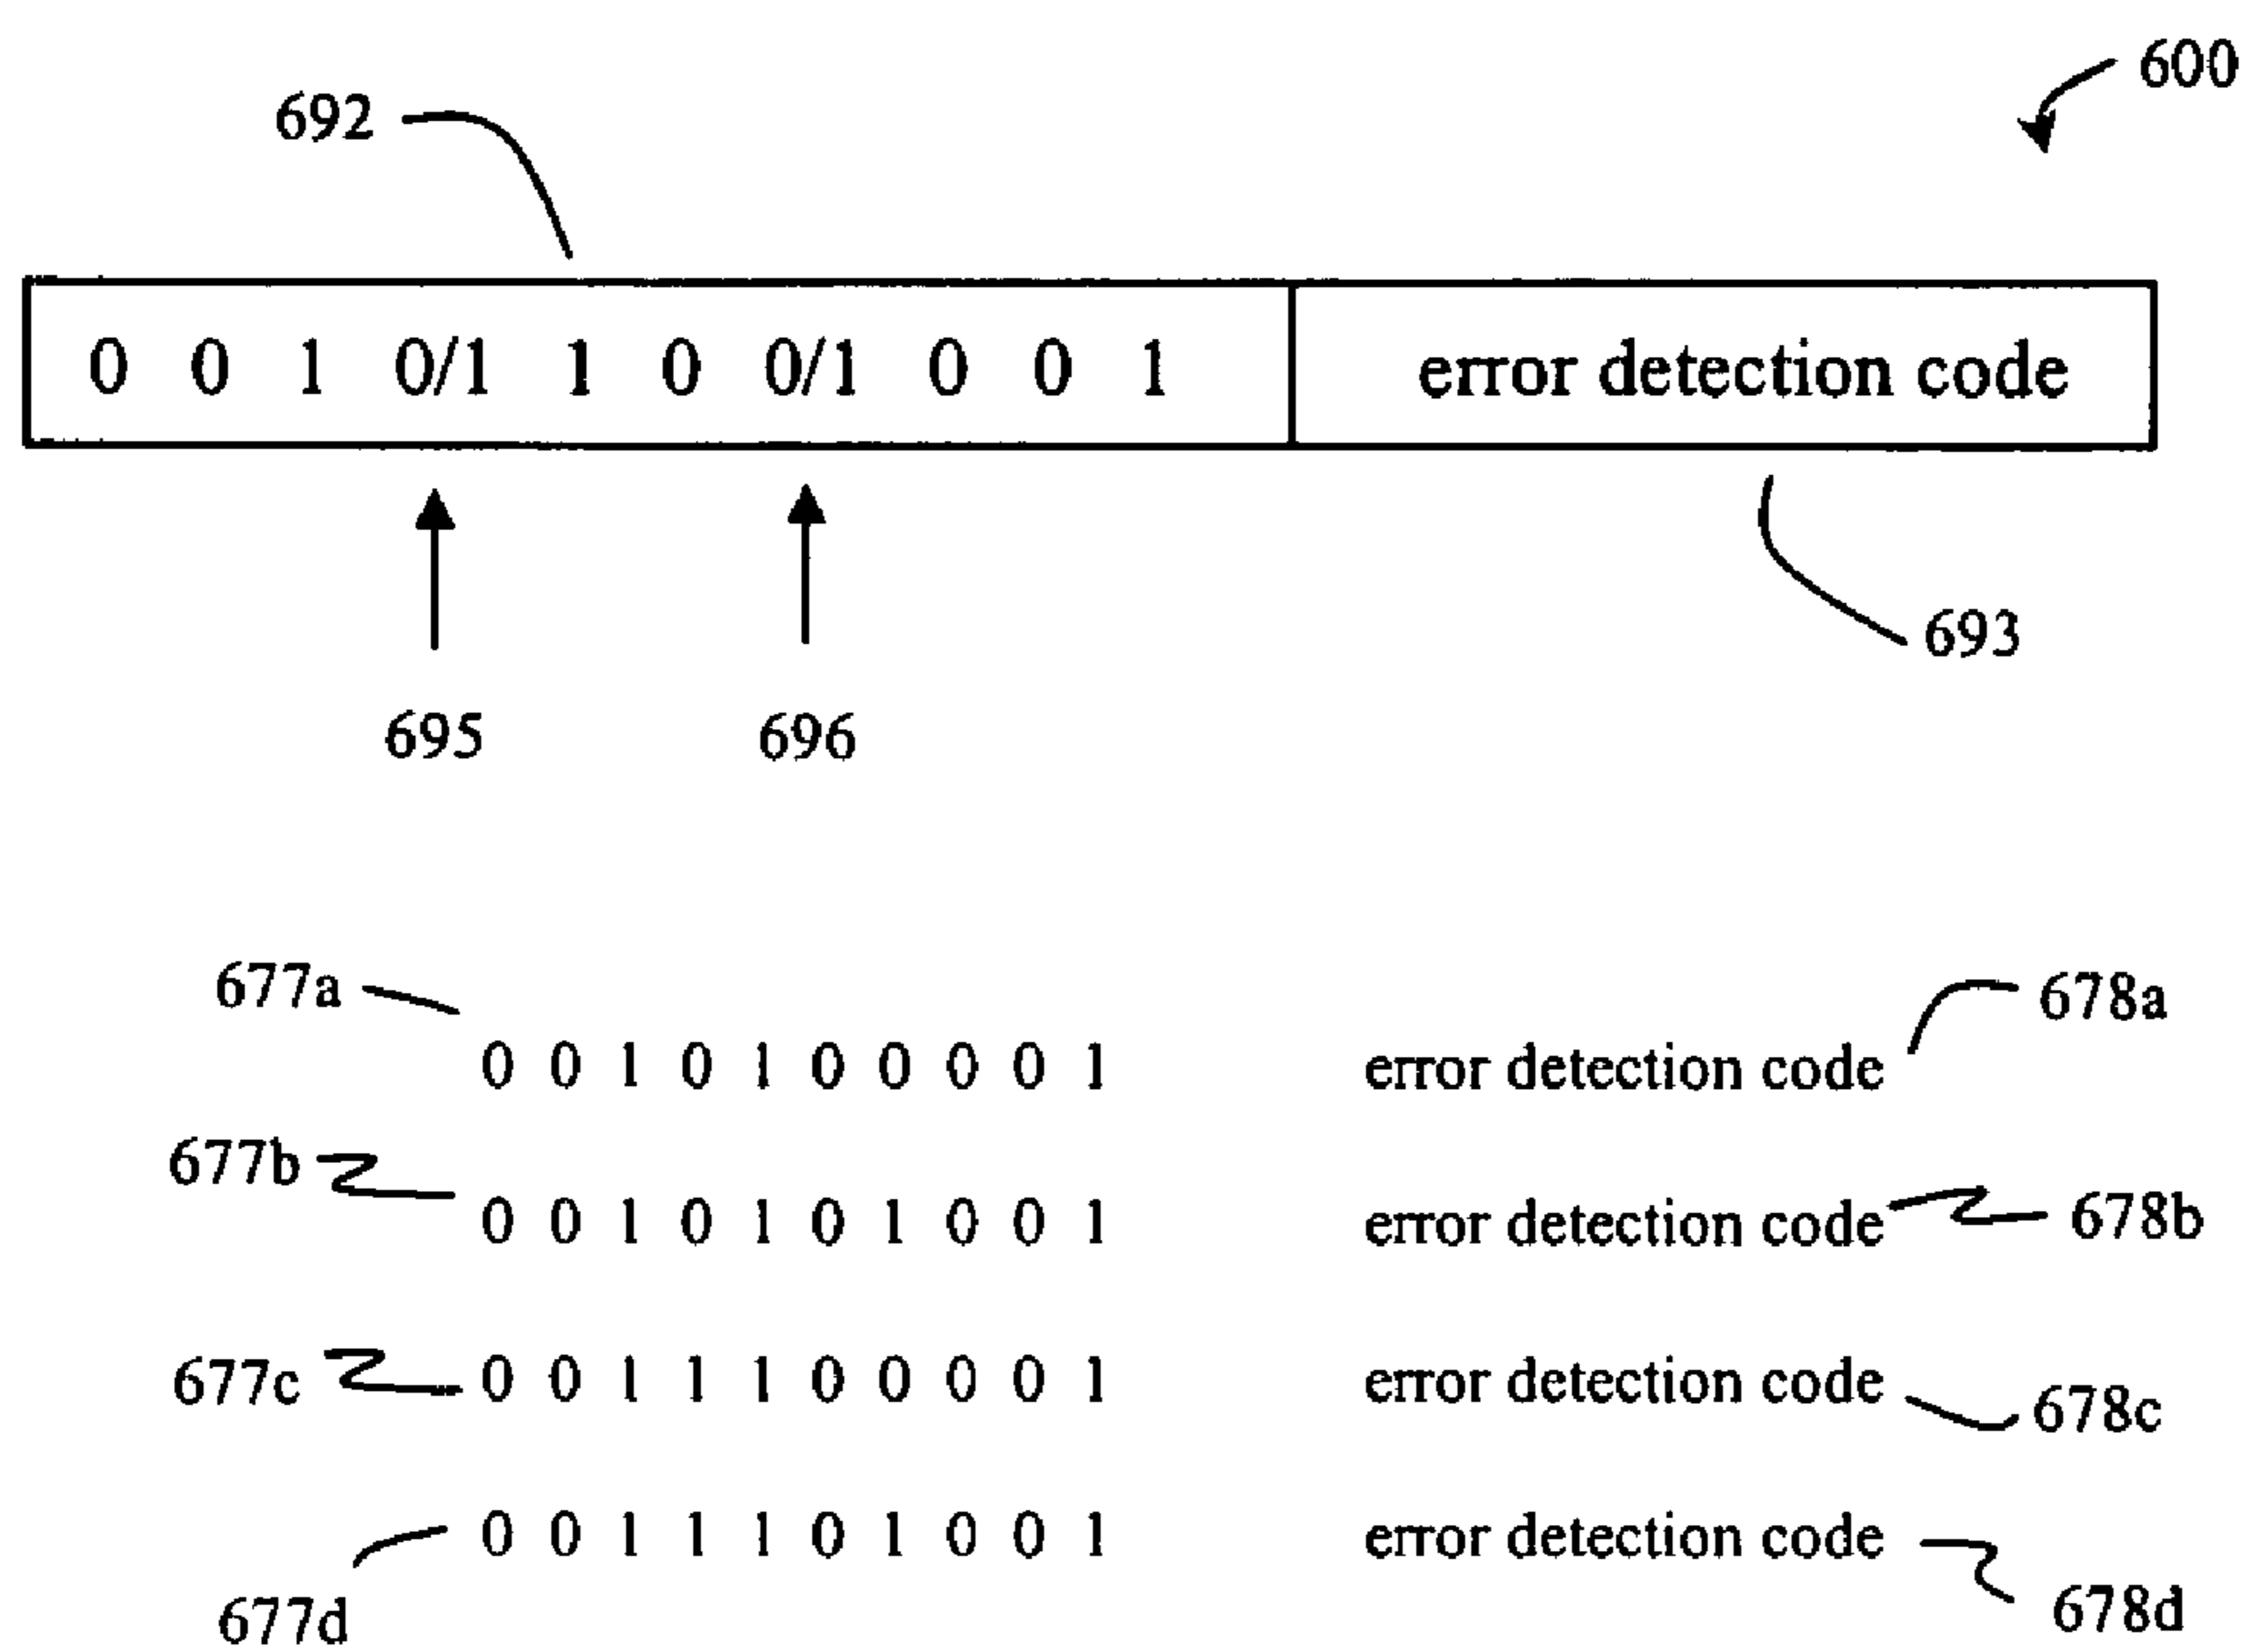 600
692
0 0 1 0/1 1 0 0/1 0 0 1 error detection code
693
695 696
677a 678a
0 0 1 0 1 0 0 0 0 1 error detection code
677b 678b
0 0 1 0 1 0 1 0 0 1 error detection code
677c 0 0 1 1 1 0 0 0 0 1 error detection code
678c
0 0 1 1 1 0 1 0 0 1 error detection code
677d 678d